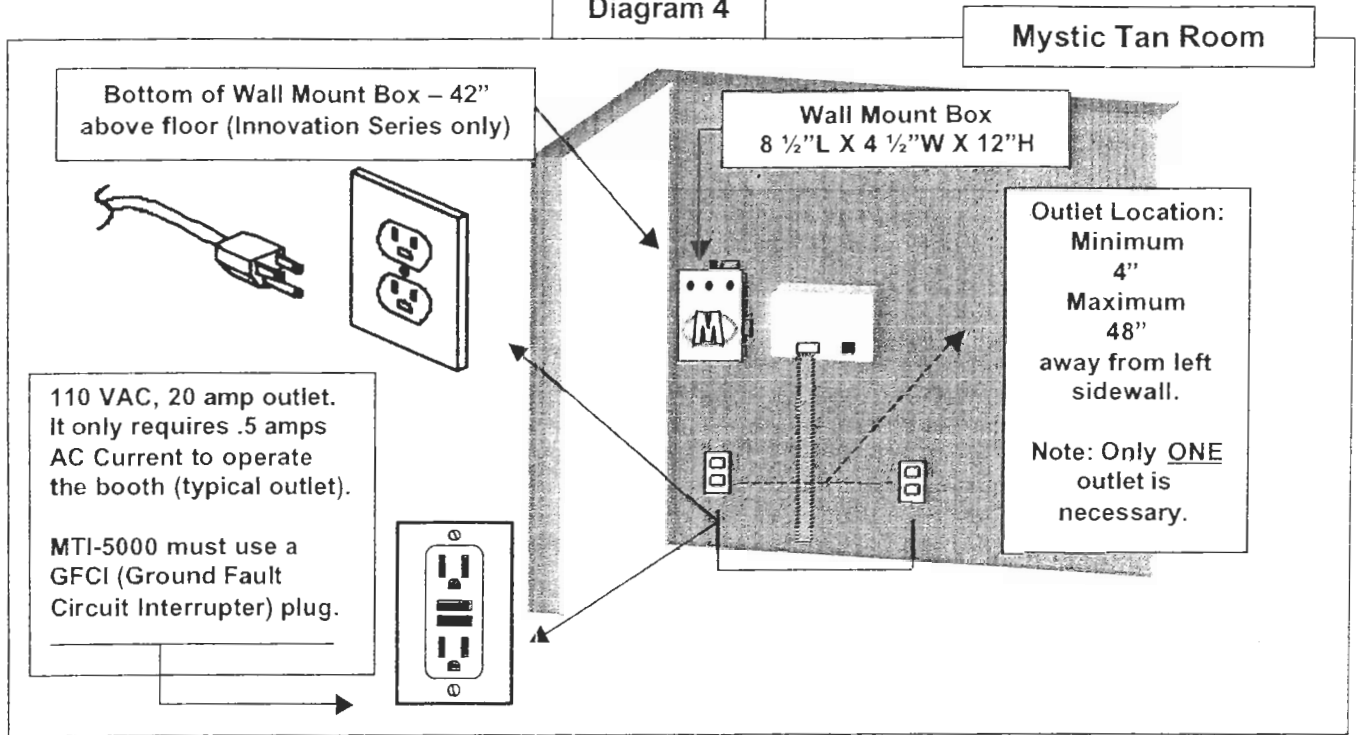 Diagram 4
Mystic Tan Room
Bottom of Wall Mount Box – 42”
above floor (Innovation Series only)
Wall Mount Box
8 ½”L X 4 ½”W X 12”H
Outlet Location:
Minimum
4”
Maximum
48”
away from left
sidewall.
Note: Only ONE
outlet is
necessary.
M
110 VAC, 20 amp outlet.
It only requires .5 amps
AC Current to operate
the booth (typical outlet).
MTI-5000 must use a
GFCI (Ground Fault
Circuit Interrupter) plug.